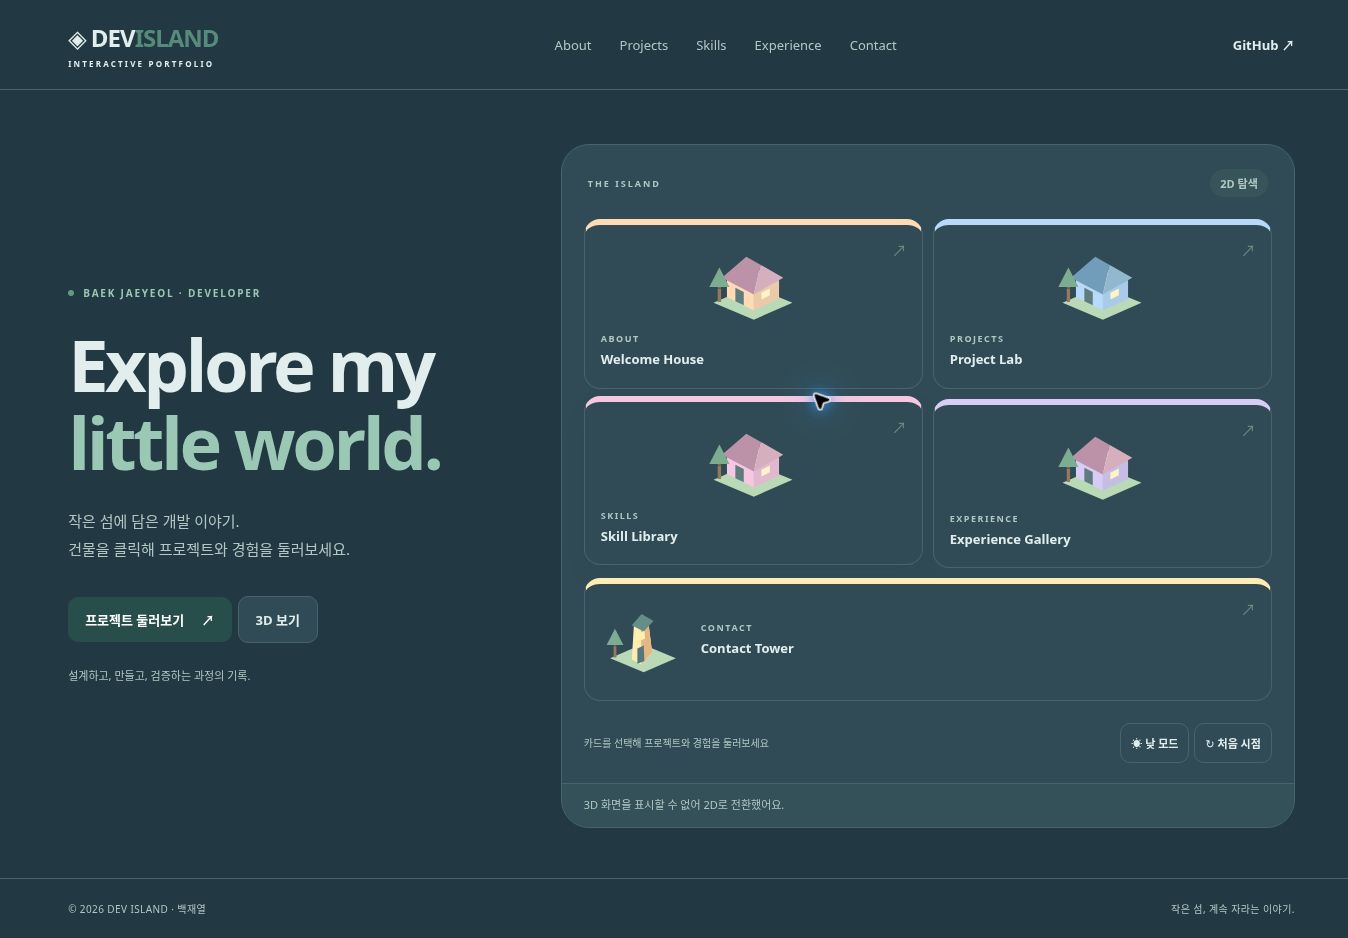 ◈ DEVISLAND
INTERACTIVE PORTFOLIO
About Projects Skills Experience Contact
GitHub ↗
BAEK JAEYEOL · DEVELOPER
Explore my
little world.
작은 섬에 담은 개발 이야기.
건물을 클릭해 프로젝트와 경험을 둘러보세요.
프로젝트 둘러보기 ↗
3D 보기
설계하고, 만들고, 검증하는 과정의 기록.
THE ISLAND
2D 탐색
↗
ABOUT
Welcome House
↗
PROJECTS
Project Lab
↗
SKILLS
Skill Library
↗
EXPERIENCE
Experience Gallery
↗
CONTACT
Contact Tower
카드를 선택해 프로젝트와 경험을 둘러보세요
☀ 낮 모드
↻ 처음 시점
3D 화면을 표시할 수 없어 2D로 전환했어요.
© 2026 DEV ISLAND · 백재열
작은 섬, 계속 자라는 이야기.